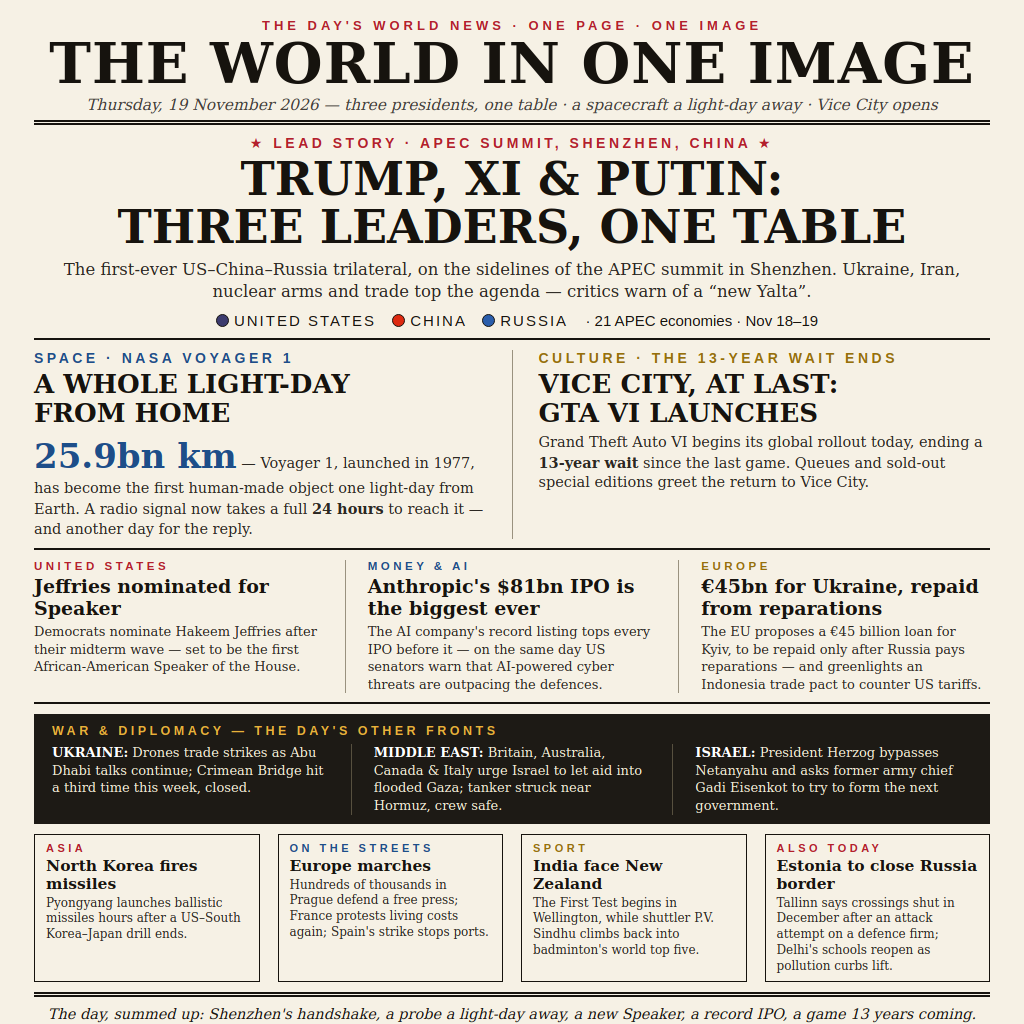 THE DAY'S WORLD NEWS · ONE PAGE · ONE IMAGE
THE WORLD IN ONE IMAGE
Thursday, 19 November 2026 — three presidents, one table · a spacecraft a light-day away · Vice City opens
★ LEAD STORY · APEC SUMMIT, SHENZHEN, CHINA ★
TRUMP, XI & PUTIN:
THREE LEADERS, ONE TABLE
The first-ever US–China–Russia trilateral, on the sidelines of the APEC summit in Shenzhen. Ukraine, Iran,
nuclear arms and trade top the agenda — critics warn of a “new Yalta”.
UNITED STATES CHINA RUSSIA · 21 APEC economies · Nov 18–19
SPACE · NASA VOYAGER 1
A WHOLE LIGHT-DAY
FROM HOME
25.9bn km — Voyager 1, launched in 1977,
has become the first human-made object one light-day from
Earth. A radio signal now takes a full 24 hours to reach it —
and another day for the reply.
CULTURE · THE 13-YEAR WAIT ENDS
VICE CITY, AT LAST:
GTA VI LAUNCHES
Grand Theft Auto VI begins its global rollout today, ending a
13-year wait since the last game. Queues and sold-out
special editions greet the return to Vice City.
UNITED STATES
Jeffries nominated for
Speaker
Democrats nominate Hakeem Jeffries after
their midterm wave — set to be the first
African-American Speaker of the House.
MONEY & AI
Anthropic's $81bn IPO is
the biggest ever
The AI company's record listing tops every
IPO before it — on the same day US
senators warn that AI-powered cyber
threats are outpacing the defences.
EUROPE
€45bn for Ukraine, repaid
from reparations
The EU proposes a €45 billion loan for
Kyiv, to be repaid only after Russia pays
reparations — and greenlights an
Indonesia trade pact to counter US tariffs.
WAR & DIPLOMACY — THE DAY'S OTHER FRONTS
UKRAINE: Drones trade strikes as Abu
Dhabi talks continue; Crimean Bridge hit
a third time this week, closed.
MIDDLE EAST: Britain, Australia,
Canada & Italy urge Israel to let aid into
flooded Gaza; tanker struck near
Hormuz, crew safe.
ISRAEL: President Herzog bypasses
Netanyahu and asks former army chief
Gadi Eisenkot to try to form the next
government.
ASIA
North Korea fires
missiles
Pyongyang launches ballistic
missiles hours after a US–South
Korea–Japan drill ends.
ON THE STREETS
Europe marches
Hundreds of thousands in
Prague defend a free press;
France protests living costs
again; Spain's strike stops ports.
SPORT
India face New
Zealand
The First Test begins in
Wellington, while shuttler P.V.
Sindhu climbs back into
badminton's world top five.
ALSO TODAY
Estonia to close Russia
border
Tallinn says crossings shut in
December after an attack
attempt on a defence firm;
Delhi's schools reopen as
pollution curbs lift.
The day, summed up: Shenzhen's handshake, a probe a light-day away, a new Speaker, a record IPO, a game 13 years coming.